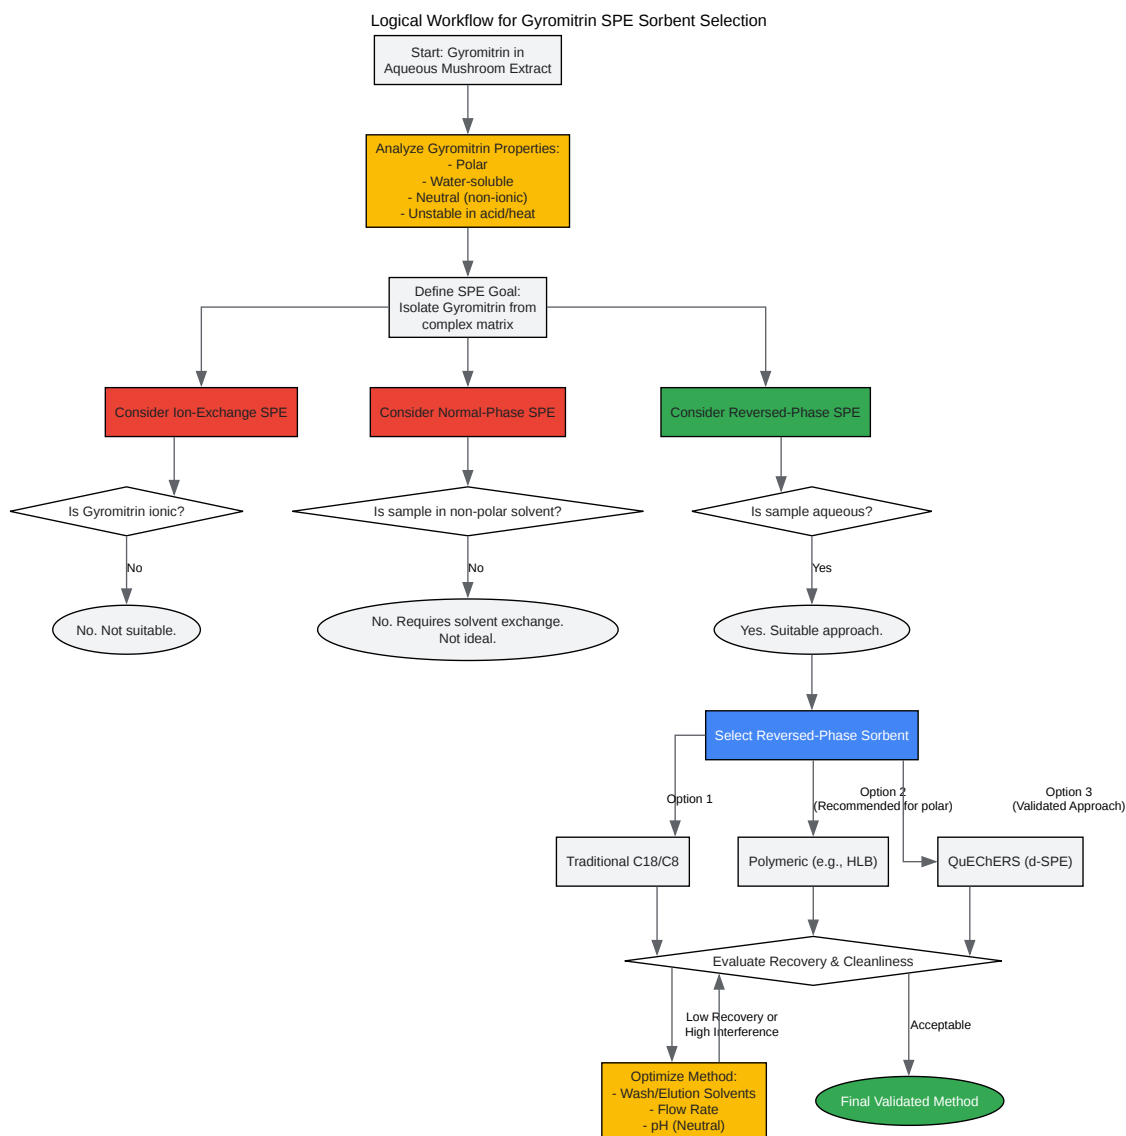 Logical Workflow for Gyromitrin SPE Sorbent Selection
Start: Gyromitrin in
Aqueous Mushroom Extract
Analyze Gyromitrin Properties:
- Polar
- Water-soluble
- Neutral (non-ionic)
- Unstable in acid/heat
Define SPE Goal:
Isolate Gyromitrin from
complex matrix
Consider Ion-Exchange SPE
Consider Normal-Phase SPE
Consider Reversed-Phase SPE
Is Gyromitrin ionic?
Is sample in non-polar solvent?
Is sample aqueous?
No
No
Yes
No. Not suitable.
No. Requires solvent exchange.
Not ideal.
Yes. Suitable approach.
Select Reversed-Phase Sorbent
Option 1
Option 2
(Recommended for polar)
Option 3
(Validated Approach)
Traditional C18/C8
Polymeric (e.g., HLB)
QuEChERS (d-SPE)
Evaluate Recovery & Cleanliness
Low Recovery or
High Interference
Acceptable
Optimize Method:
- Wash/Elution Solvents
- Flow Rate
- pH (Neutral)
Final Validated Method